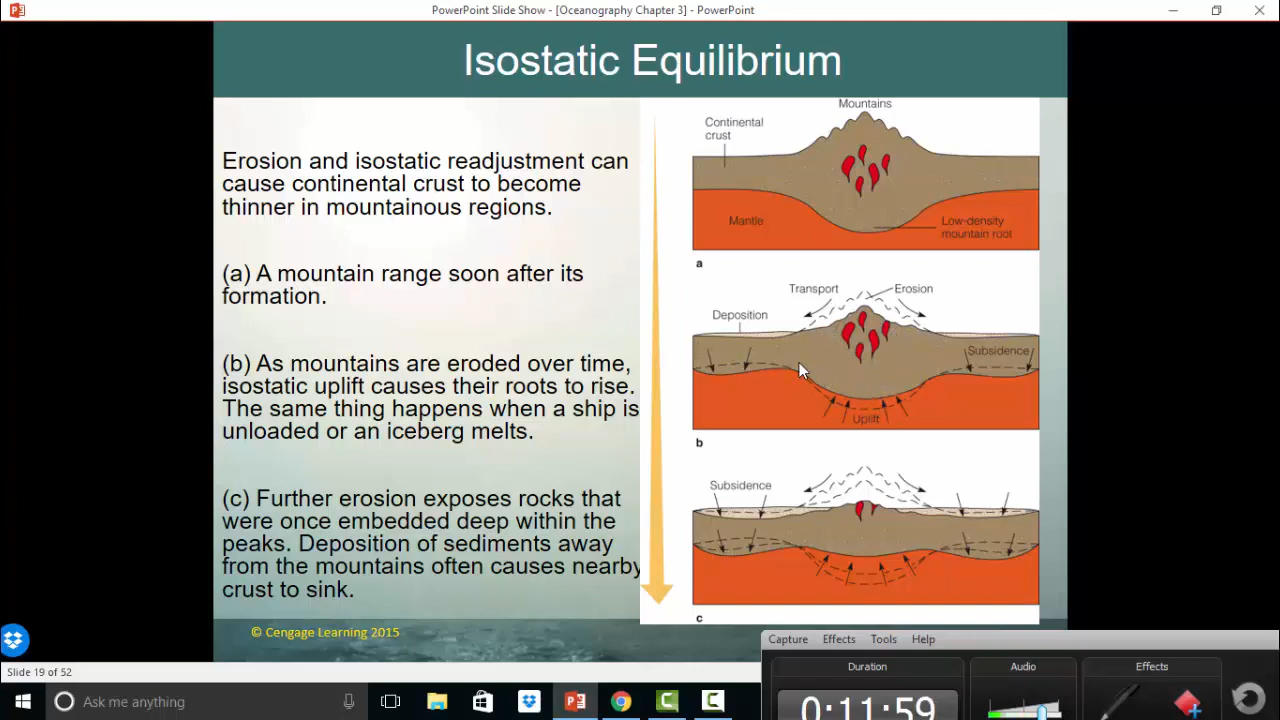 PowerPoint Slide Show - [Oceanography Chapter 3] - PowerPoint
Isostatic Equilibrium
Erosion and isostatic readjustment can
cause continental crust to become
thinner in mountainous regions.
(a) A mountain range soon after its
formation.
(b) As mountains are eroded over time,
isostatic uplift causes their roots to rise.
The same thing happens when a ship is
unloaded or an iceberg melts.
(c) Further erosion exposes rocks that
were once embedded deep within the
peaks. Deposition of sediments away
from the mountains often causes nearby
crust to sink.
© Cengage Learning 2015
Mountains
Continental
crust
Mantle
Low-density
mountain root
a
Transport
Erosion
Deposition
Subsidence
Uplift
b
Subsidence
c
Slide 19 of 52
Capture Effects Tools Help
Duration
Audio
Effects
0:11:59
Ask me anything